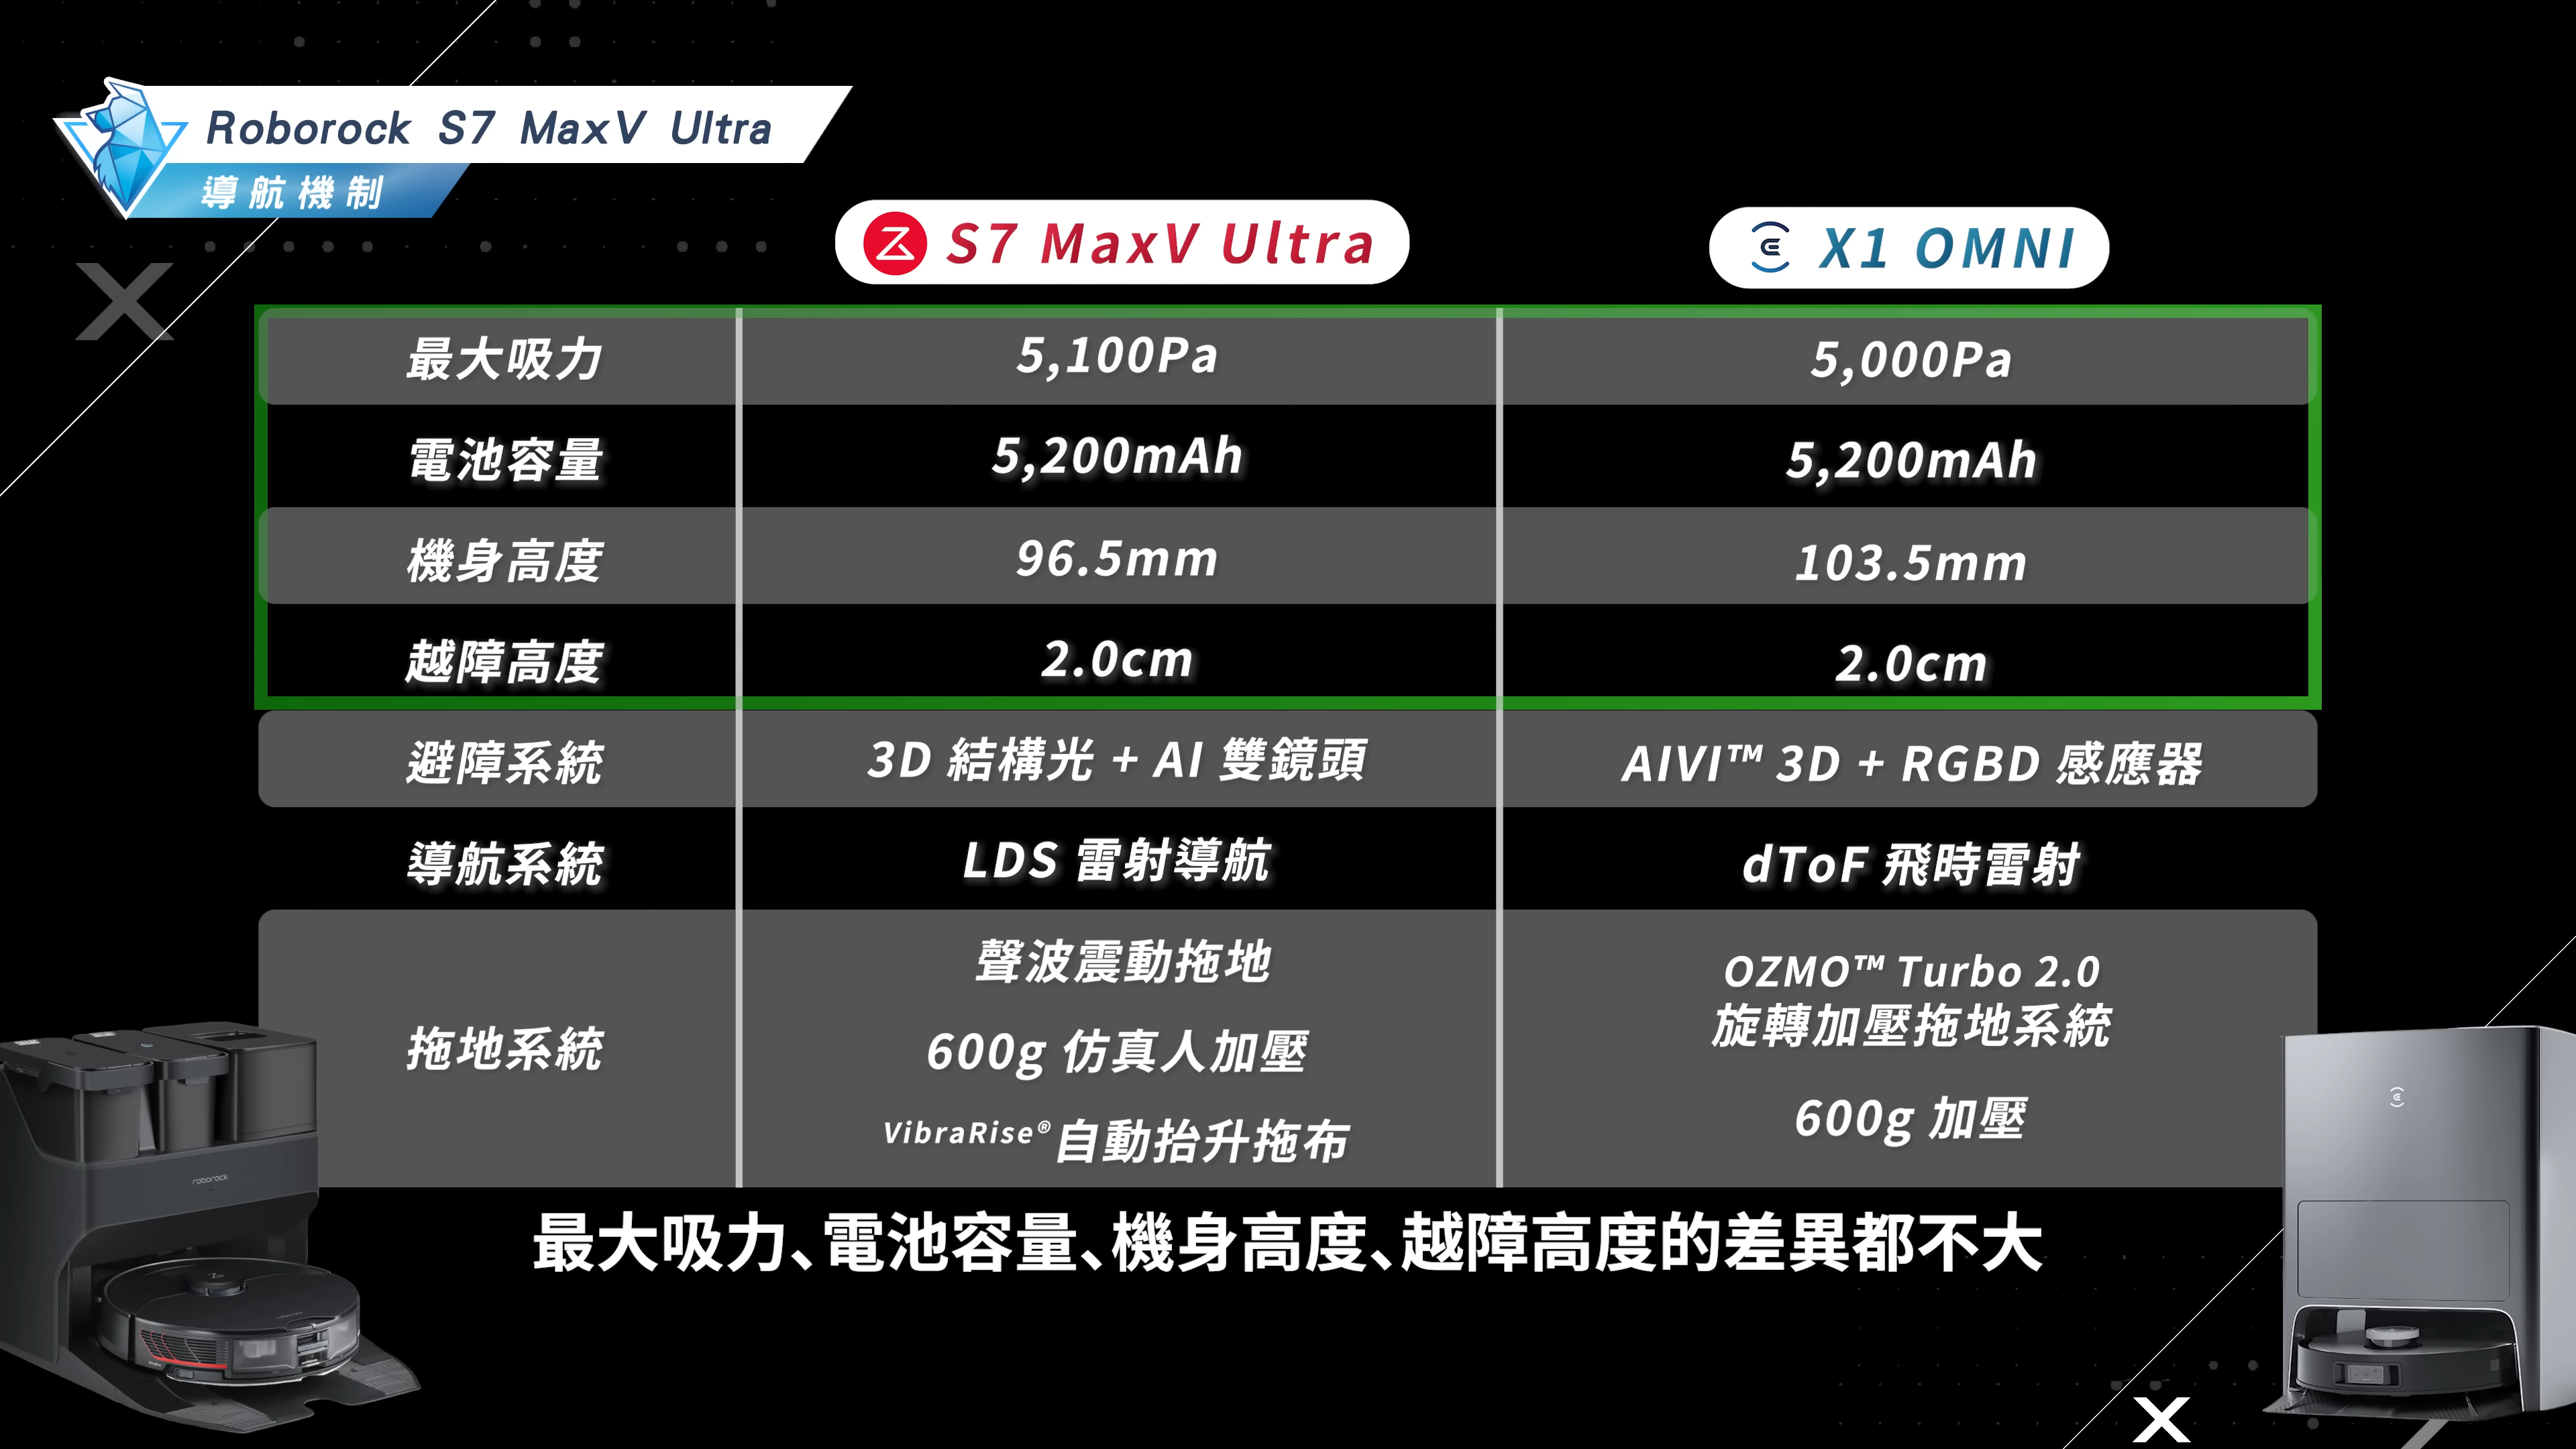 Roborock S7 MaxV Ultra
導航機制
S7 MaxV Ultra
X1 OMNI
最大吸力 5,100Pa 5,000Pa
電池容量 5,200mAh 5,200mAh
機身高度 96.5mm 103.5mm
越障高度 2.0cm 2.0cm
避障系統 3D 結構光 + AI 雙鏡頭 AIVI™ 3D + RGBD 感應器
導航系統 LDS 雷射導航 dToF 飛時雷射
拖地系統
聲波震動拖地
600g 仿真人加壓
VibraRise®自動抬升拖布
OZMO™ Turbo 2.0
旋轉加壓拖地系統
600g 加壓
roborock
最大吸力、電池容量、機身高度、越障高度的差異都不大